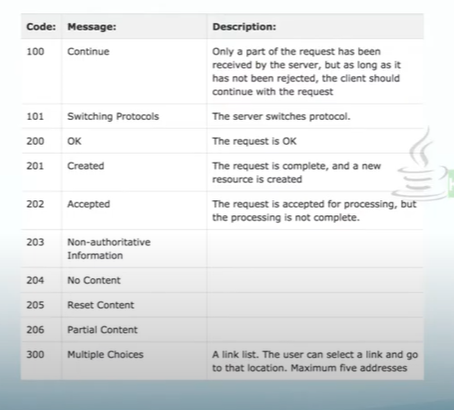 Code: Message: Description:
100 Continue Only a part of the request has been
received by the server, but as long as it
has not been rejected, the client should
continue with the request
101 Switching Protocols The server switches protocol.
200 OK The request is OK
201 Created The request is complete, and a new
resource is created
202 Accepted The request is accepted for processing, but
the processing is not complete.
203 Non-authoritative
Information
204 No Content
205 Reset Content
206 Partial Content
300 Multiple Choices A link list. The user can select a link and go
to that location. Maximum five addresses